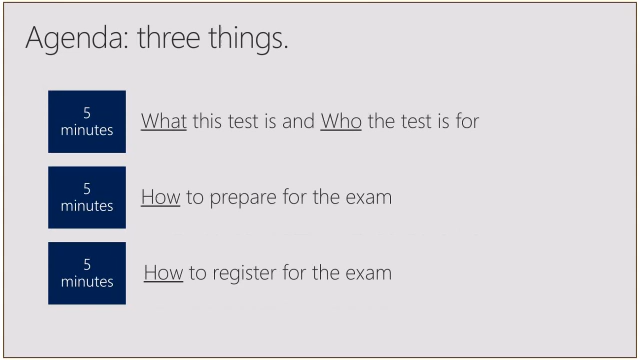 Agenda: three things.
5
minutes
What this test is and Who the test is for
5
minutes
How to prepare for the exam
5
minutes
How to register for the exam